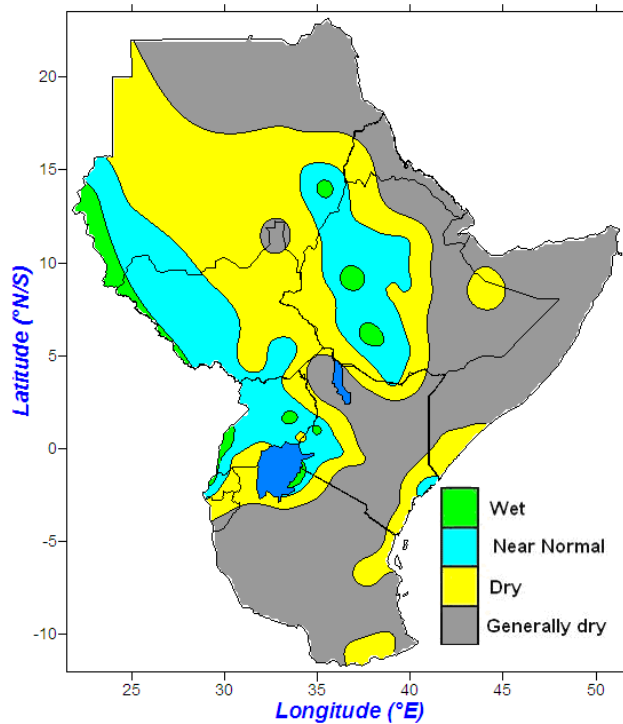 20
15
10
5
0
-5
-10
Latitude (°N/S)
Wet
Near Normal
Dry
Generally dry
25 30 35 40 45 50
Longitude (°E)